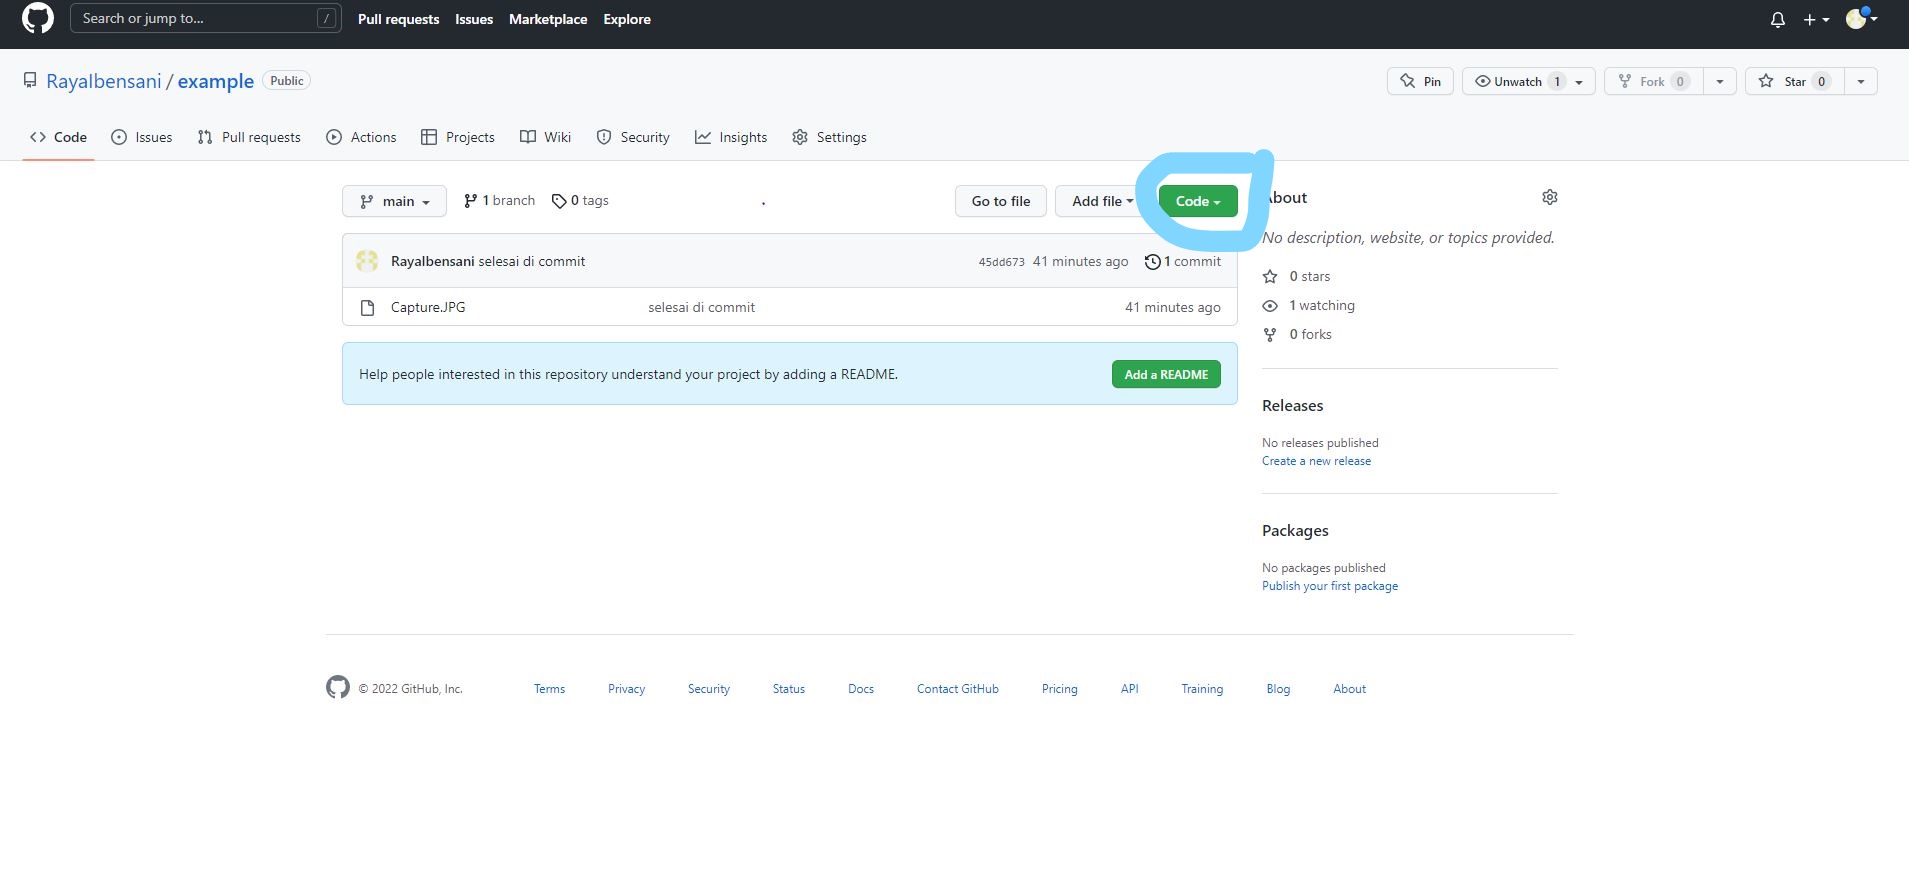 Search or jump to... /
Pull requests Issues Marketplace Explore
Rayalbensani / example Public
Pin Unwatch 1 Fork 0 Star 0
Code Issues Pull requests Actions Projects Wiki Security Insights Settings
main 1 branch 0 tags Go to file Add file Code
Rayalbensani selesai di commit 45dd673 41 minutes ago 1 commit
Capture.JPG selesai di commit 41 minutes ago
Help people interested in this repository understand your project by adding a README. Add a README
About
No description, website, or topics provided.
0 stars
1 watching
0 forks
Releases
No releases published
Create a new release
Packages
No packages published
Publish your first package
© 2022 GitHub, Inc. Terms Privacy Security Status Docs Contact GitHub Pricing API Training Blog About